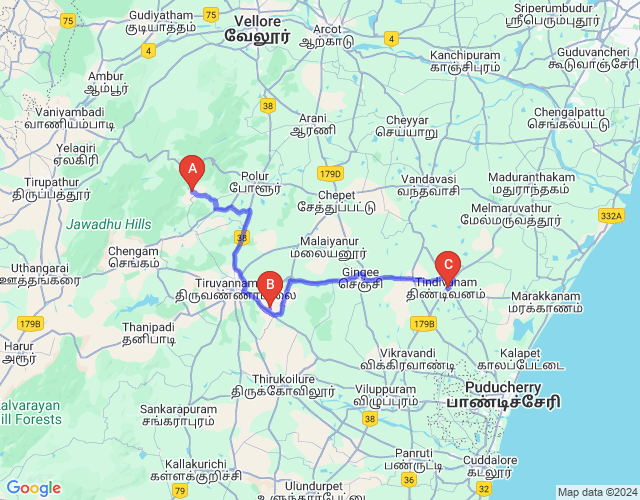 Gudiyatham
குடியாத்தம்
75
75
Vellore
வேலூர்
Arcot
ஆற்காடு
4
4
Sriperumbudur
ஸ்ரீபெரும்புதூர்
Kanchipuram
காஞ்சிபுரம்
Guduvancheri
கூடுவாஞ்சேரி
Ambur
ஆம்பூர்
38
Vaniyambadi
வாணியம்பாடி
Arani
ஆரணி
Cheyyar
செய்யாறு
Chengalpattu
செங்கல்பட்டு
Yelagiri
ஏலகிரி
A
Polur
போளூர்
179D
Tirupathur
திருப்பத்தூர்
Chepet
சேத்துப்பட்டு
Vandavasi
வந்தவாசி
Maduranthakam
மதுராந்தகம்
Melmaruvathur
மேல்மருவத்தூர்
332A
Jawadhu Hills
38
Chengam
செங்கம்
Malaiyanur
மலையனூர்
Uthangarai
ஊத்தங்கரை
Tiruvannam
திருவண்ணாமலை
B
Gingee
செஞ்சி
C
Tindivanam
திண்டிவனம்
Marakkanam
மரக்காணம்
179B
Thanipadi
தனிபாடி
179B
Harur
அரூர்
Vikravandi
விக்கிரவாண்டி
Kalapet
காலாப்பேட்டை
Thirukoilure
திருக்கோவிலூர்
Viluppuram
விழுப்புரம்
Puducherry
பாண்டிச்சேரி
alvarayan
ill Forests
Sankarapuram
சங்கராபுரம்
38
Kallakurichi
கள்ளக்குறிச்சி
Panruti
பண்ருட்டி
Cuddalore
கடலூர்
79
Ulundurpet
உளுந்தூர்பேட்டை
32
Google
Map data ©2024